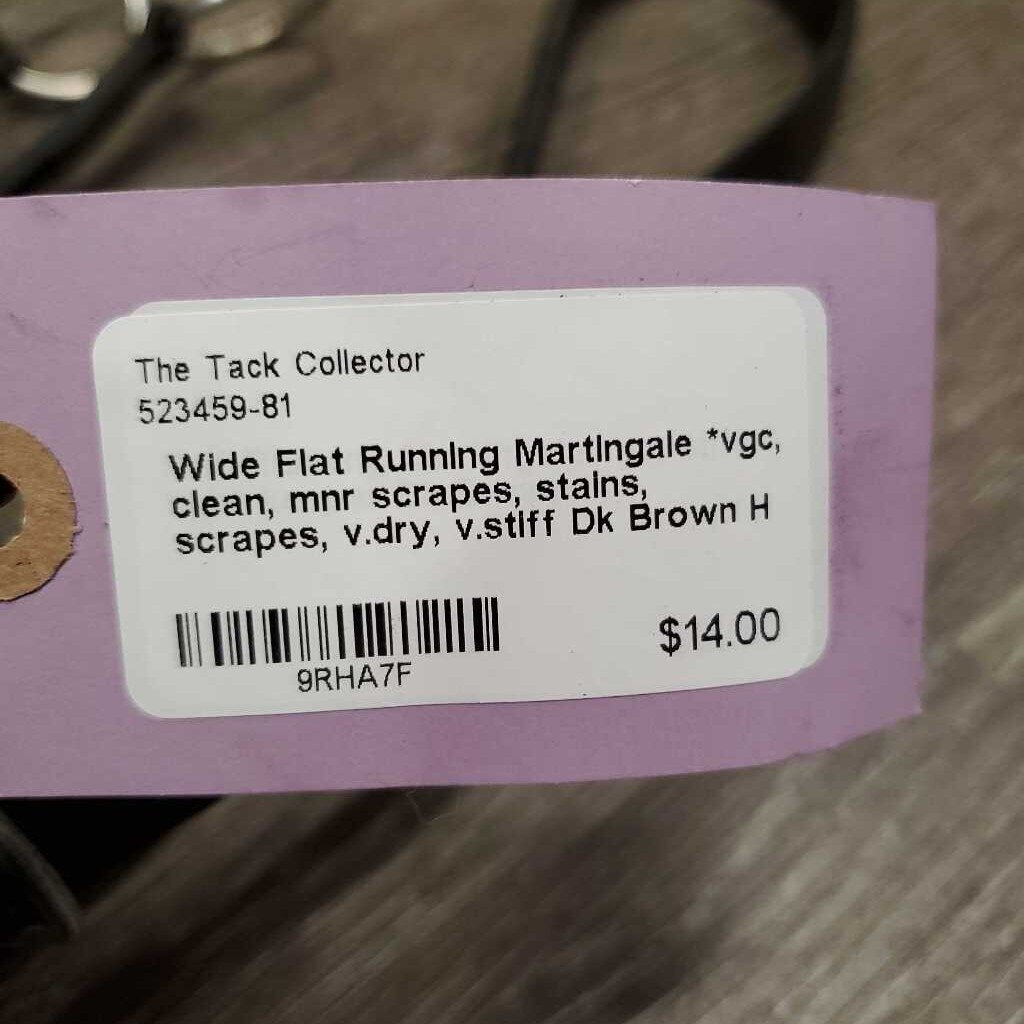 The Tack Collector
523459-81
Wide Flat Running Martingale *vgc,
clean, mnr scrapes, stains,
scrapes, v.dry, v.stiff Dk Brown H
9RHA7F
$14.00